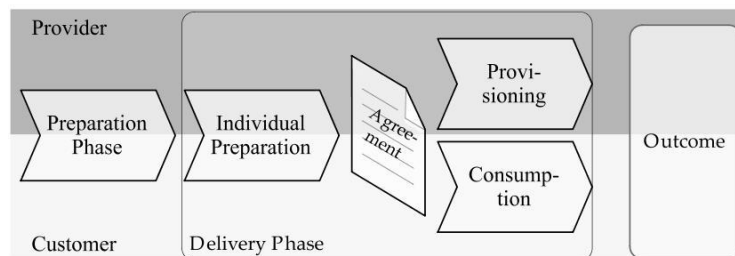 Provider
Preparation
Phase
Individual
Preparation
Agree-
ment
Provi-
sioning
Consump-
tion
Outcome
Customer
Delivery Phase